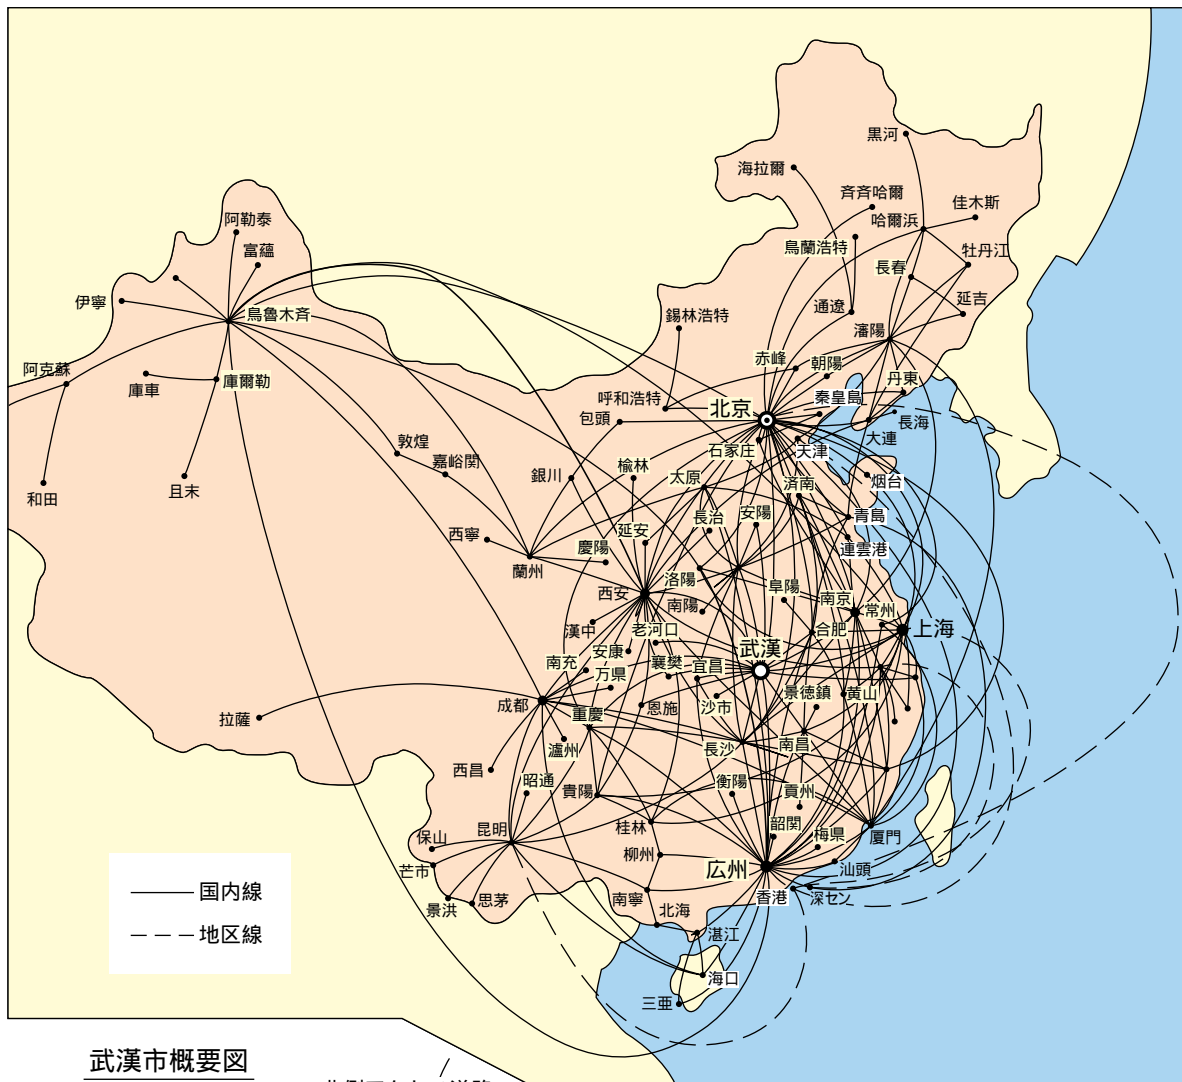 黒河
海拉爾
斉斉哈爾
佳木斯
哈爾浜
阿勒泰
烏蘭浩特
牡丹江
富蘊
長春
延吉
伊寧
通遼
烏魯木斉
錫林浩特
瀋陽
赤峰
朝陽
阿克蘇
庫車
庫爾勒
丹東
呼和浩特
秦皇島
北京
包頭
長海
大連
敦煌
石家庄
天津
嘉峪関
楡林
銀川
太原
済南
烟台
和田
且末
長治
安陽
青島
西寧
延安
慶陽
連雲港
蘭州
洛陽
西安
阜陽
南京
南陽
常州
漢中
老河口
合肥
上海
武漢
安康
南充
襄樊
宜昌
万県
景徳鎮
黄山
成都
恩施
沙市
拉薩
重慶
瀘州
長沙
南昌
西昌
昭通
衡陽
貴陽
貢州
韶関
保山
昆明
桂林
梅県
厦門
柳州
芒市
広州
汕頭
国内線
景洪
思茅
南寧
香港
深セン
北海
地区線
湛江
海口
三亜
武漢市概要図